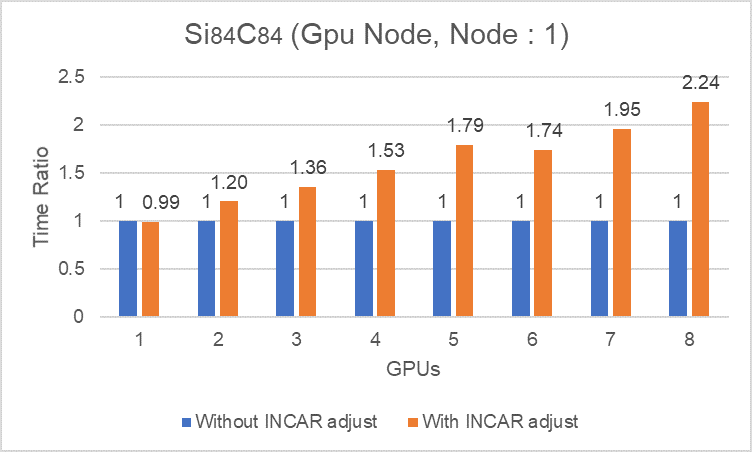 Si84C84 (Gpu Node, Node : 1)
2.5
2
1.5
1
0.5
0
Time Ratio
1 0.99
1 1.20
1 1.36
1 1.53
1 1.79
1 1.74
1 1.95
1 2.24
1 2 3 4 5 6 7 8
GPUs
Without INCAR adjust With INCAR adjust